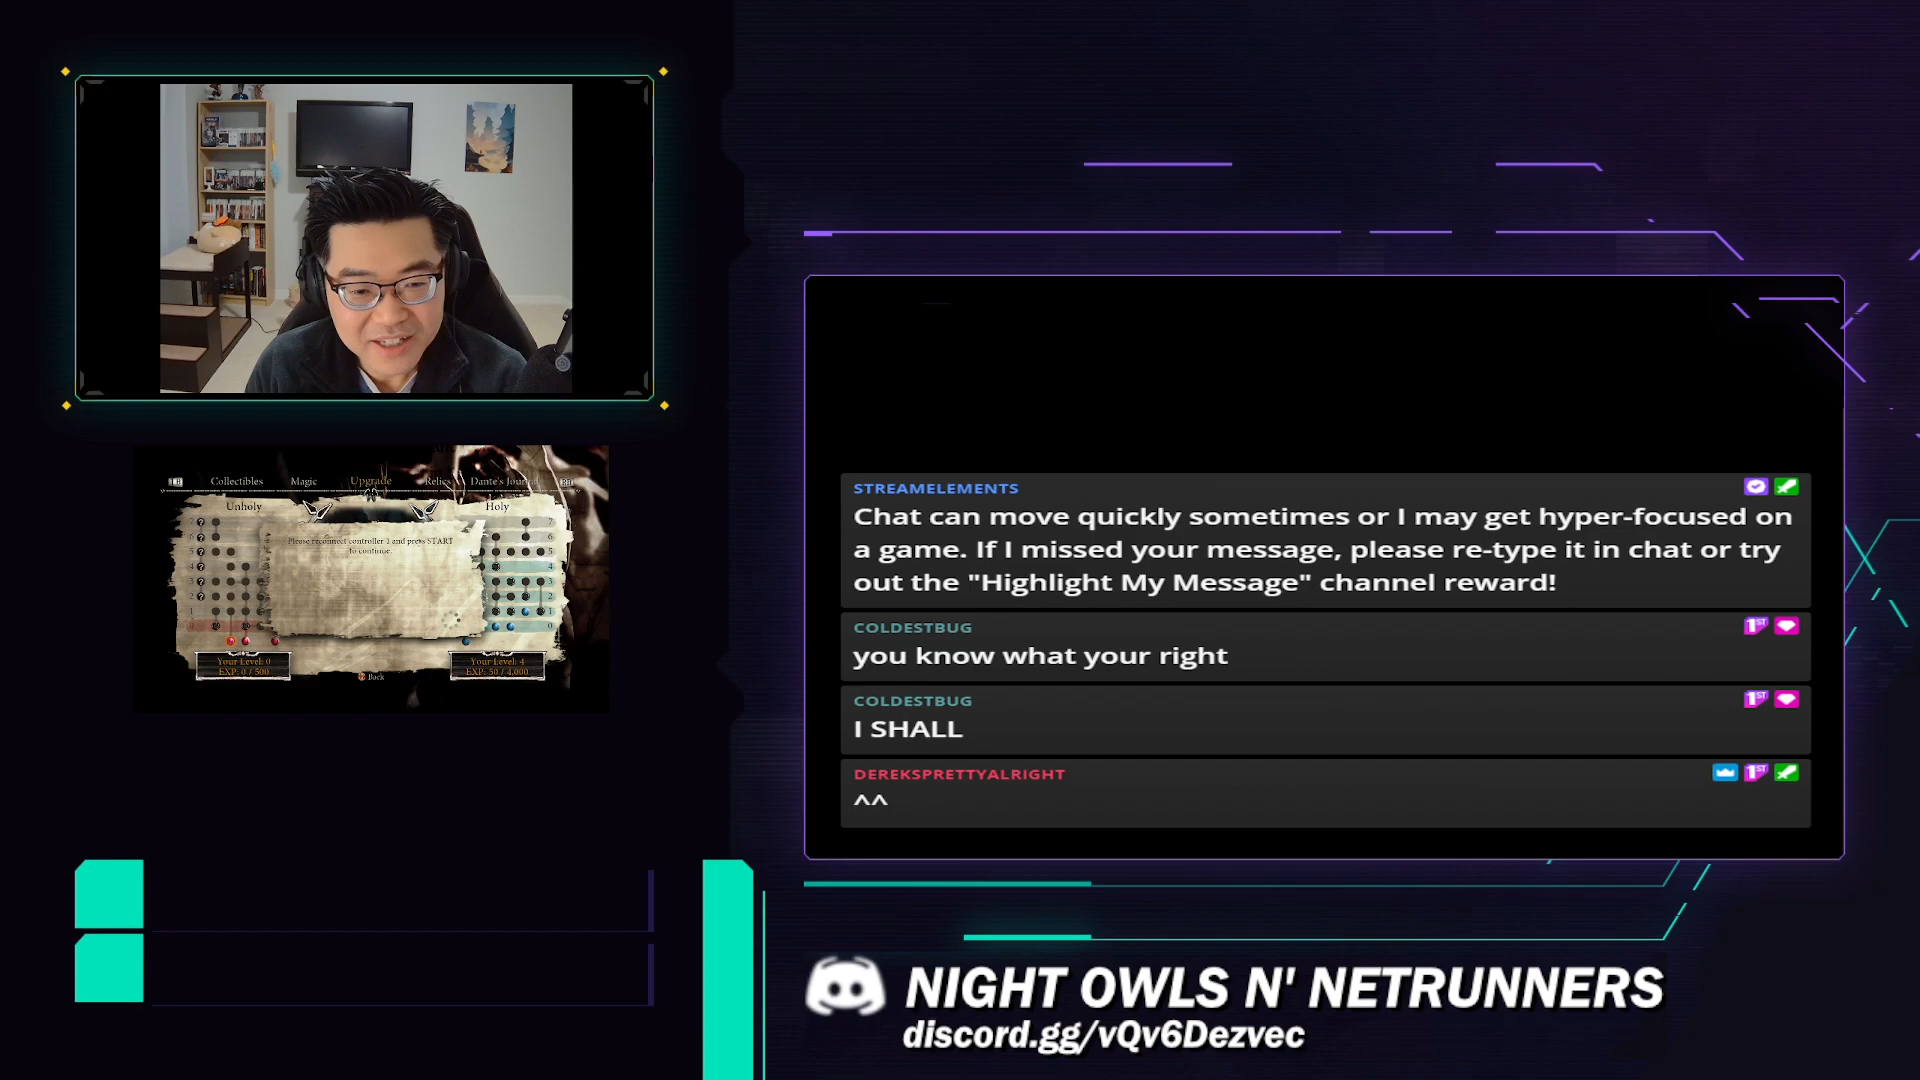 LB Collectibles Magic Upgrade Relics Dante's Journal RB
Unholy
Holy
Please reconnect controller 1 and press START
to continue.
Your Level: 0
EXP: 0 / 500
Your Level: 4
EXP: 50 / 4,000
Back
STREAMELEMENTS
Chat can move quickly sometimes or I may get hyper-focused on
a game. If I missed your message, please re-type it in chat or try
out the "Highlight My Message" channel reward!
COLDESTBUG
you know what your right
COLDESTBUG
I SHALL
DEREKSPRETTYALRIGHT
^^
NIGHT OWLS N' NETRUNNERS
discord.gg/vQv6Dezvec